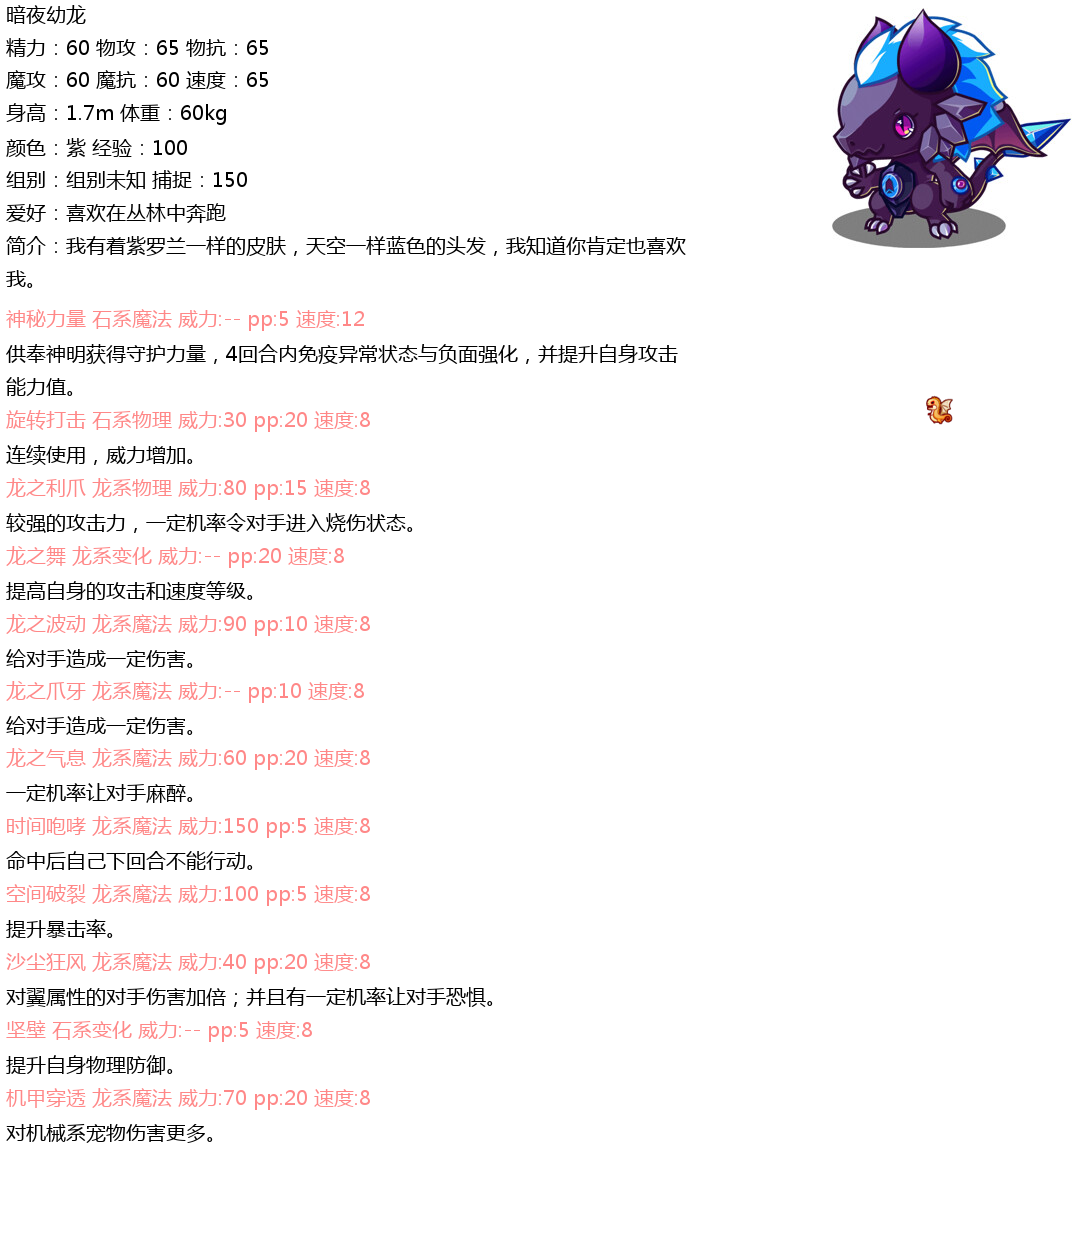 暗夜幼龙
精力：60 物攻：65 物抗：65
魔攻：60 魔抗：60 速度：65
身高：1.7m 体重：60kg
颜色：紫 经验：100
组别：组别未知 捕捉：150
爱好：喜欢在丛林中奔跑
简介：我有着紫罗兰一样的皮肤，天空一样蓝色的头发，我知道你肯定也喜欢
我。
神秘力量 石系魔法 威力:-- pp:5 速度:12
供奉神明获得守护力量，4回合内免疫异常状态与负面强化，并提升自身攻击
能力值。
旋转打击 石系物理 威力:30 pp:20 速度:8
连续使用，威力增加。
龙之利爪 龙系物理 威力:80 pp:15 速度:8
较强的攻击力，一定机率令对手进入烧伤状态。
龙之舞 龙系变化 威力:-- pp:20 速度:8
提高自身的攻击和速度等级。
龙之波动 龙系魔法 威力:90 pp:10 速度:8
给对手造成一定伤害。
龙之爪牙 龙系魔法 威力:-- pp:10 速度:8
给对手造成一定伤害。
龙之气息 龙系魔法 威力:60 pp:20 速度:8
一定机率让对手麻醉。
时间咆哮 龙系魔法 威力:150 pp:5 速度:8
命中后自己下回合不能行动。
空间破裂 龙系魔法 威力:100 pp:5 速度:8
提升暴击率。
沙尘狂风 龙系魔法 威力:40 pp:20 速度:8
对翼属性的对手伤害加倍；并且有一定机率让对手恐惧。
坚壁 石系变化 威力:-- pp:5 速度:8
提升自身物理防御。
机甲穿透 龙系魔法 威力:70 pp:20 速度:8
对机械系宠物伤害更多。